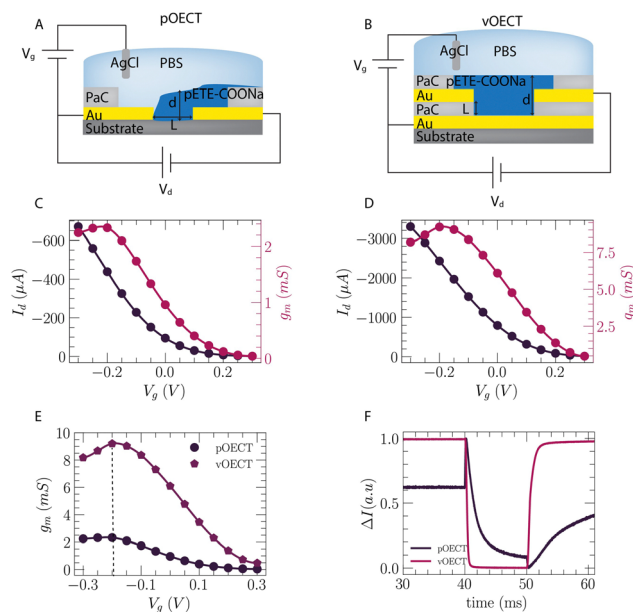 A
pOECT
V_g
AgCl
PBS
PaC
d
pETE-COONa
Au
L
Substrate
V_d
B
vOECT
V_g
AgCl
PBS
PaC
pETE-COONa
Au
d
PaC
L
Au
Substrate
V_d
C
I_d (μA)
−600
−400
−200
0
−0.2
0.0
0.2
V_g (V)
2
1
0
g_m (mS)
D
I_d (μA)
−3000
−2000
−1000
0
−0.2
0.0
0.2
V_g (V)
7.5
5.0
2.5
0.0
g_m (mS)
E
g_m (mS)
10
8
6
4
2
0
−0.3
−0.1
0.1
0.3
V_g (V)
pOECT
vOECT
F
ΔI(a.u)
1.0
0.5
0.0
30
40
50
60
time (ms)
pOECT
vOECT